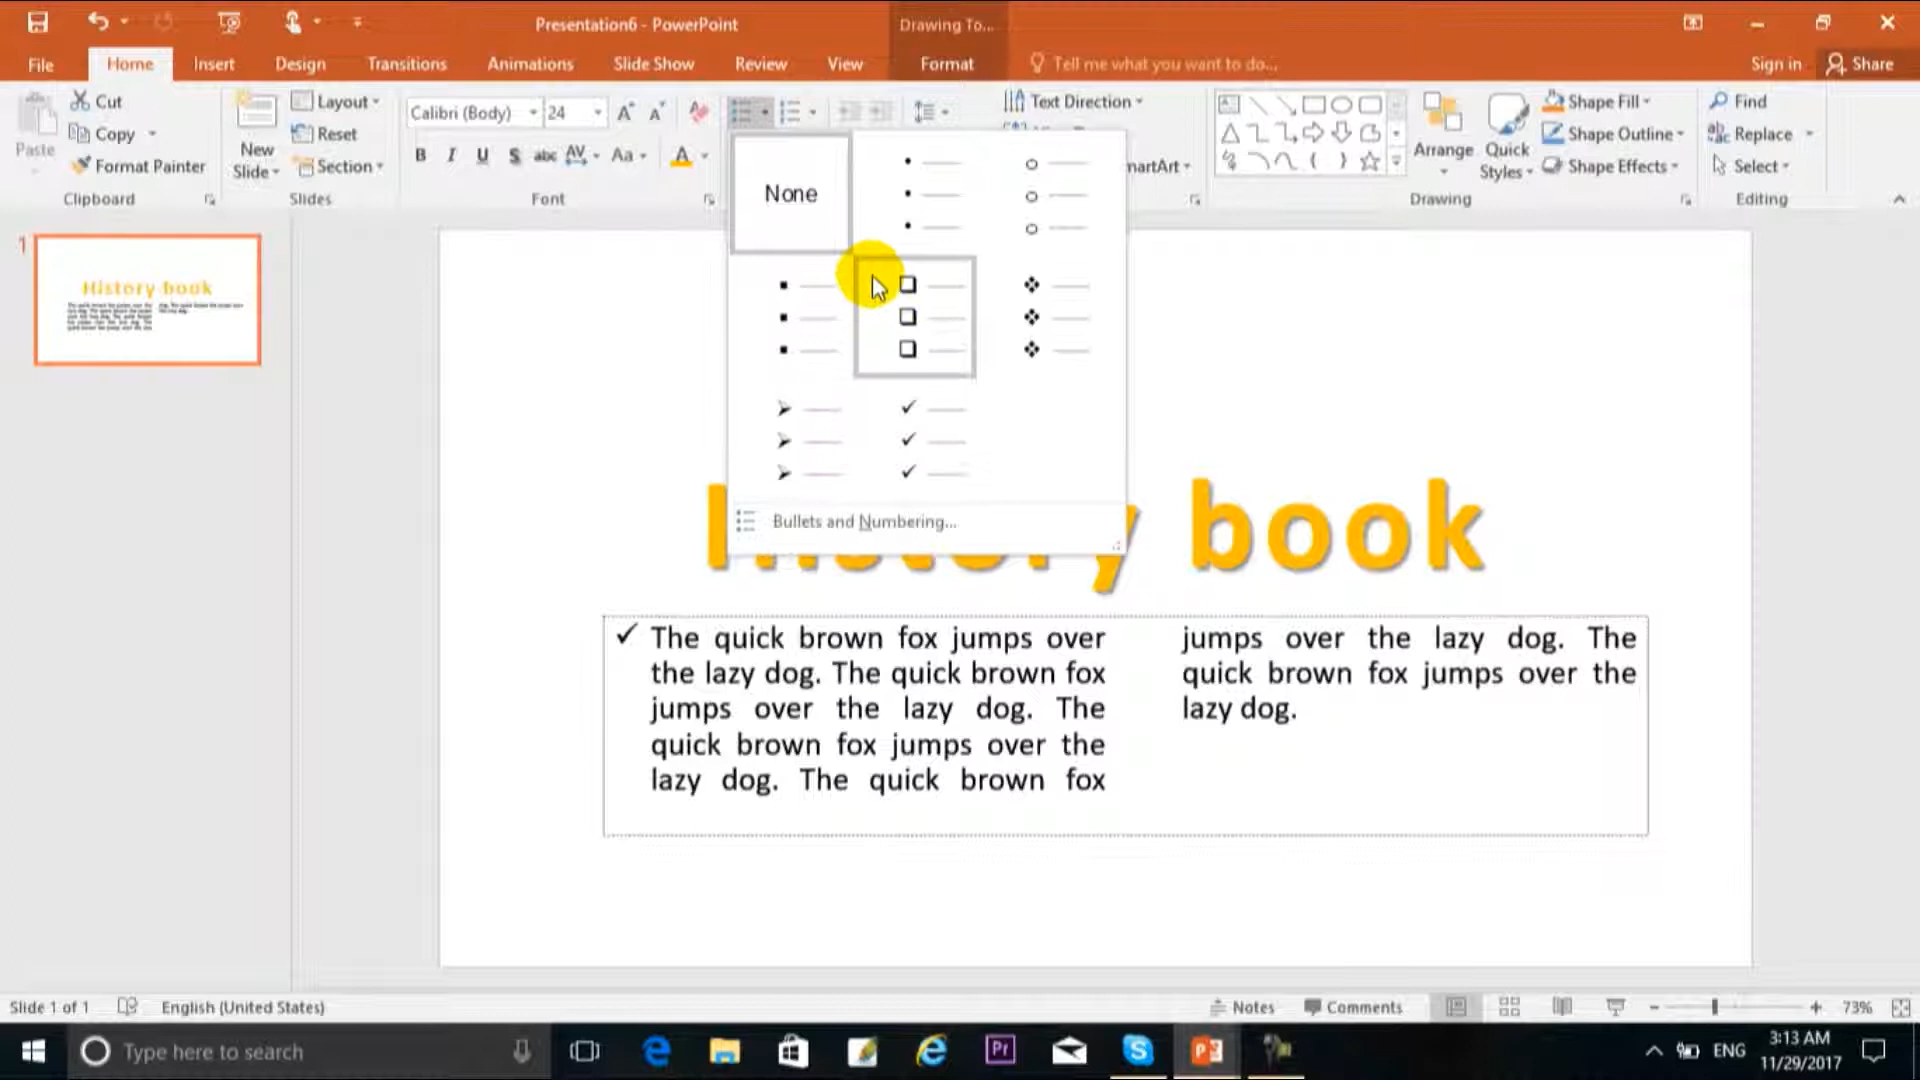 Presentation6 - PowerPoint
Drawing To...
File
Home
Insert
Design
Transitions
Animations
Slide Show
Review
View
Format
Tell me what you want to do...
Sign in
Share
Paste
Cut
Copy
Format Painter
Clipboard
New
Slide
Layout
Reset
Section
Slides
Calibri (Body)
24
B I U S abc AV Aa A
Font
Text Direction
martArt
Arrange
Quick
Styles
Shape Fill
Shape Outline
Shape Effects
Drawing
Find
Replace
Select
Editing
None
Bullets and Numbering...
1
History book
book
The quick brown fox jumps over
the lazy dog. The quick brown fox
jumps over the lazy dog. The
quick brown fox jumps over the
lazy dog. The quick brown fox
jumps over the lazy dog. The
quick brown fox jumps over the
lazy dog.
Slide 1 of 1
English (United States)
Notes
Comments
73%
Type here to search
Pr
ENG
3:13 AM
11/29/2017